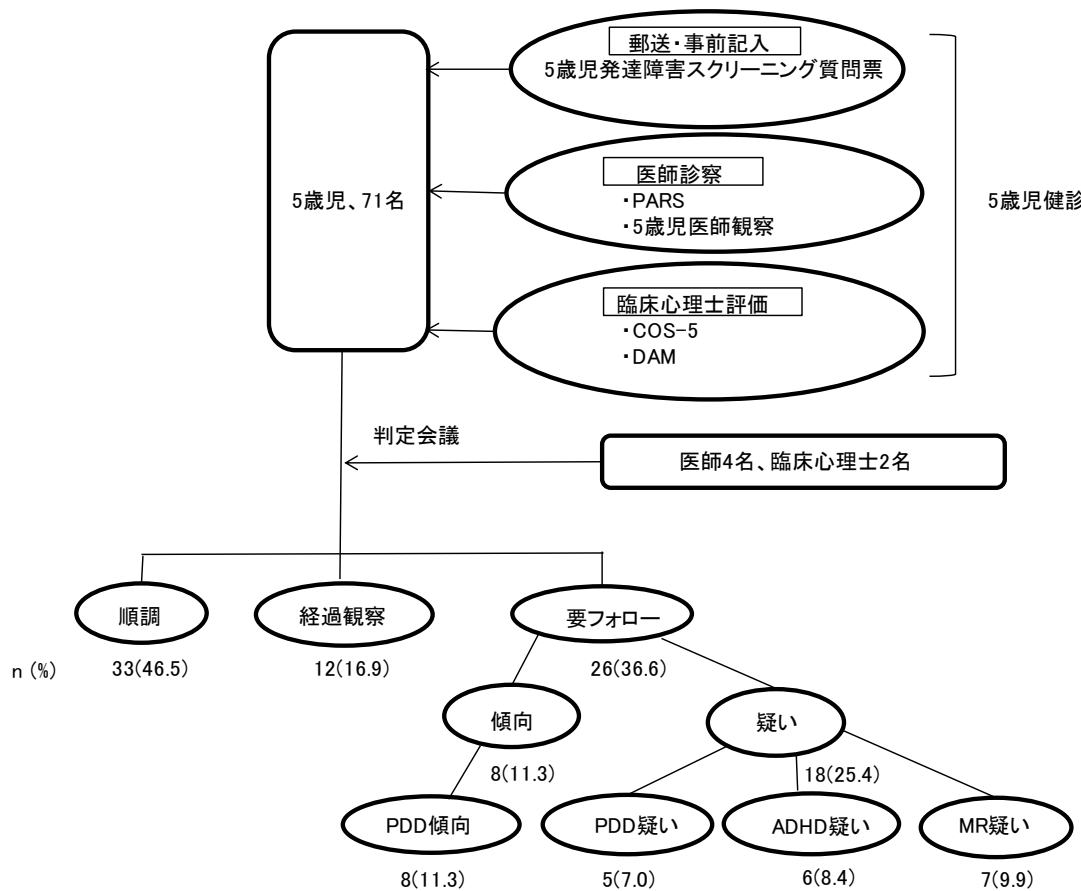 郵送・事前記入
5歳児発達障害スクリーニング質問票
医師診察
・PARS
・5歳児医師観察
5歳児、71名
5歳児健診
臨床心理士評価
・COS-5
・DAM
判定会議
医師4名、臨床心理士2名
順調
経過観察
要フォロー
n (%)
33(46.5)
12(16.9)
26(36.6)
傾向
疑い
8(11.3)
18(25.4)
PDD傾向
PDD疑い
ADHD疑い
MR疑い
8(11.3)
5(7.0)
6(8.4)
7(9.9)